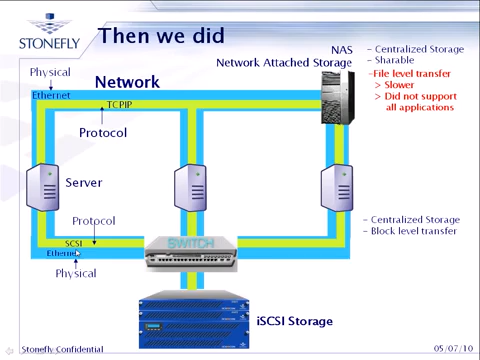 STONEFLY
Then we did
NAS
Network Attached Storage
- Centralized Storage
- Sharable
-File level transfer
> Slower
> Did not support
all applications
Physical
Network
Ethernet
TCPIP
Protocol
Server
Protocol
SCSI
Ethernet
Physical
SWITCH
- Centralized Storage
- Block level transfer
iSCSI Storage
Stonefly Confidential
05/07/10